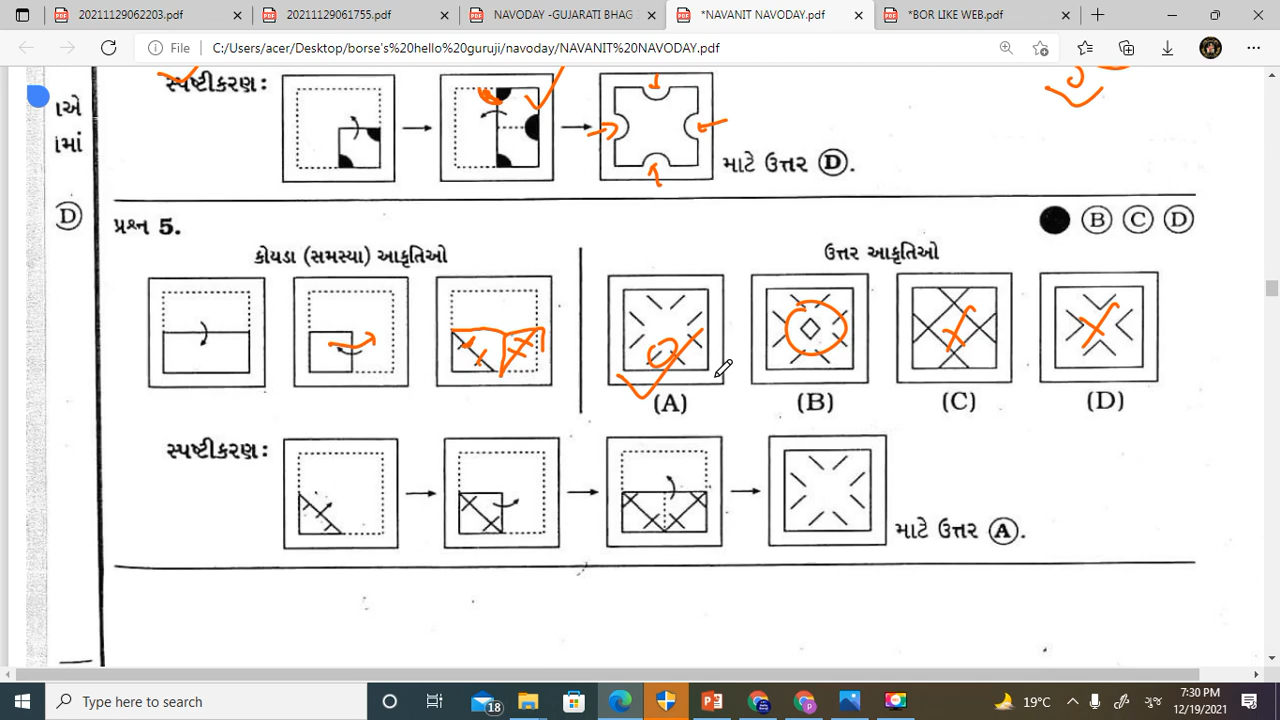 20211129062203.pdf
20211129061755.pdf
NAVODAY -GUJARATI BHAG
*NAVANIT NAVODAY.pdf
*BOR LIKE WEB.pdf
File
C:/Users/acer/Desktop/borse's%20hello%20guruji/navoday/NAVANIT%20NAVODAY.pdf
સ્પષ્ટીકરણ:
માટે ઉત્તર D.
D
પ્રશ્ન 5.
B C D
કોયડા (સમસ્યા) આકૃતિઓ
ઉત્તર આકૃતિઓ
(A) (B) (C) (D)
સ્પષ્ટીકરણ:
માટે ઉત્તર A.
Type here to search
18
19°C
7:30 PM
12/19/2021